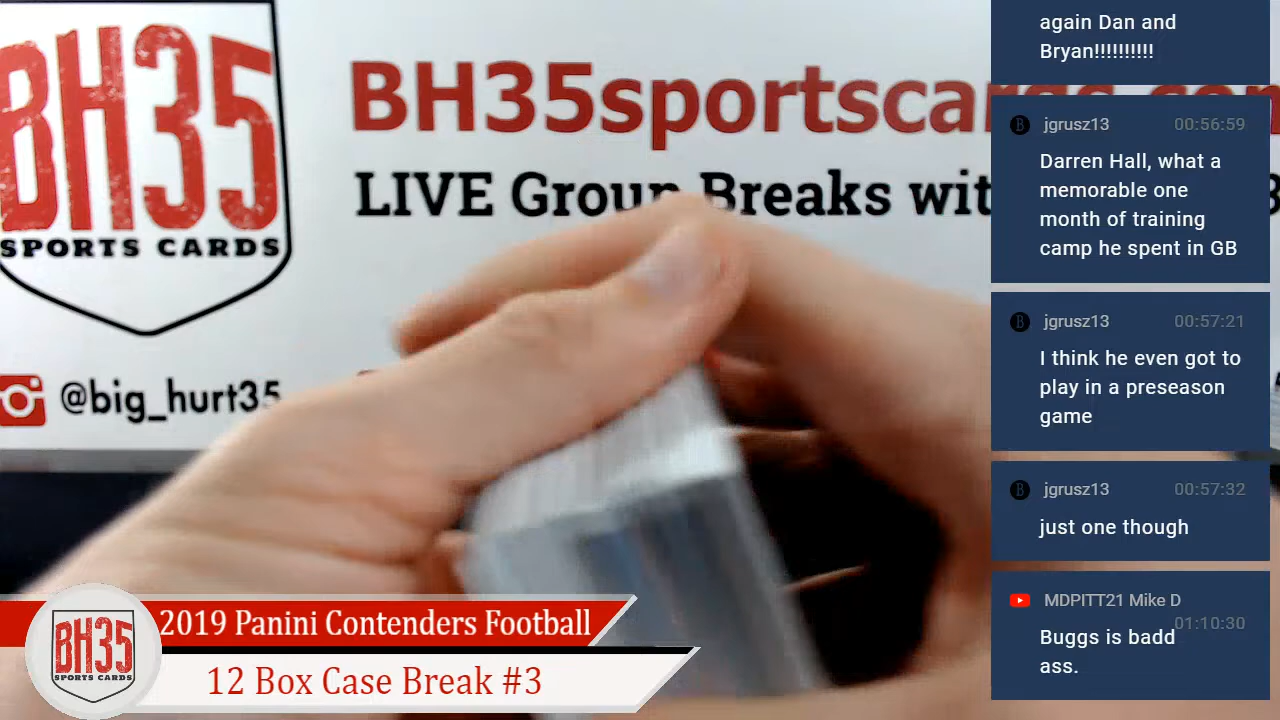 BH35
SPORTS CARDS
BH35sportscards.com
LIVE Group Breaks wit
@big_hurt35
again Dan and
Bryan!!!!!!!!!!
jgrusz13 00:56:59
Darren Hall, what a
memorable one
month of training
camp he spent in GB
jgrusz13 00:57:21
I think he even got to
play in a preseason
game
jgrusz13 00:57:32
just one though
MDPITT21 Mike D
01:10:30
Buggs is badd
ass.
2019 Panini Contenders Football
12 Box Case Break #3
BH35
SPORTS CARDS